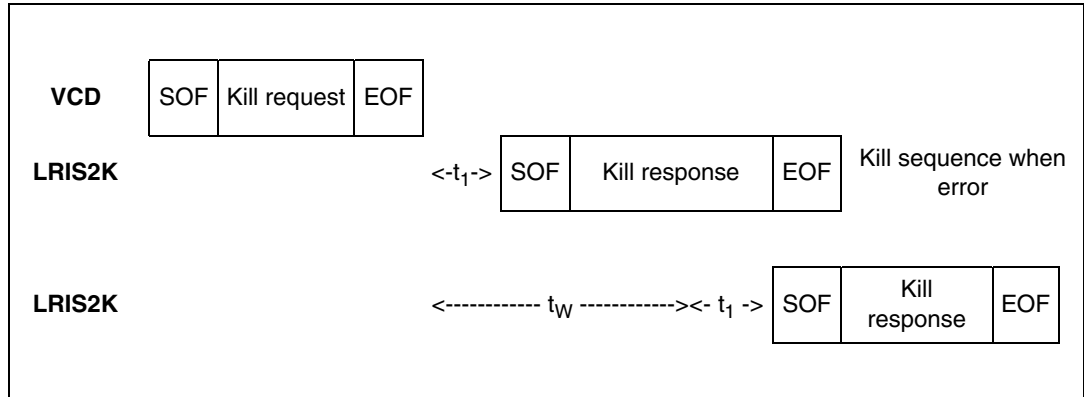 VCD SOF Kill request EOF
LRIS2K <-t1-> SOF Kill response EOF Kill sequence when
error
LRIS2K <------------ tW ------------><- t1 -> SOF Kill
response EOF